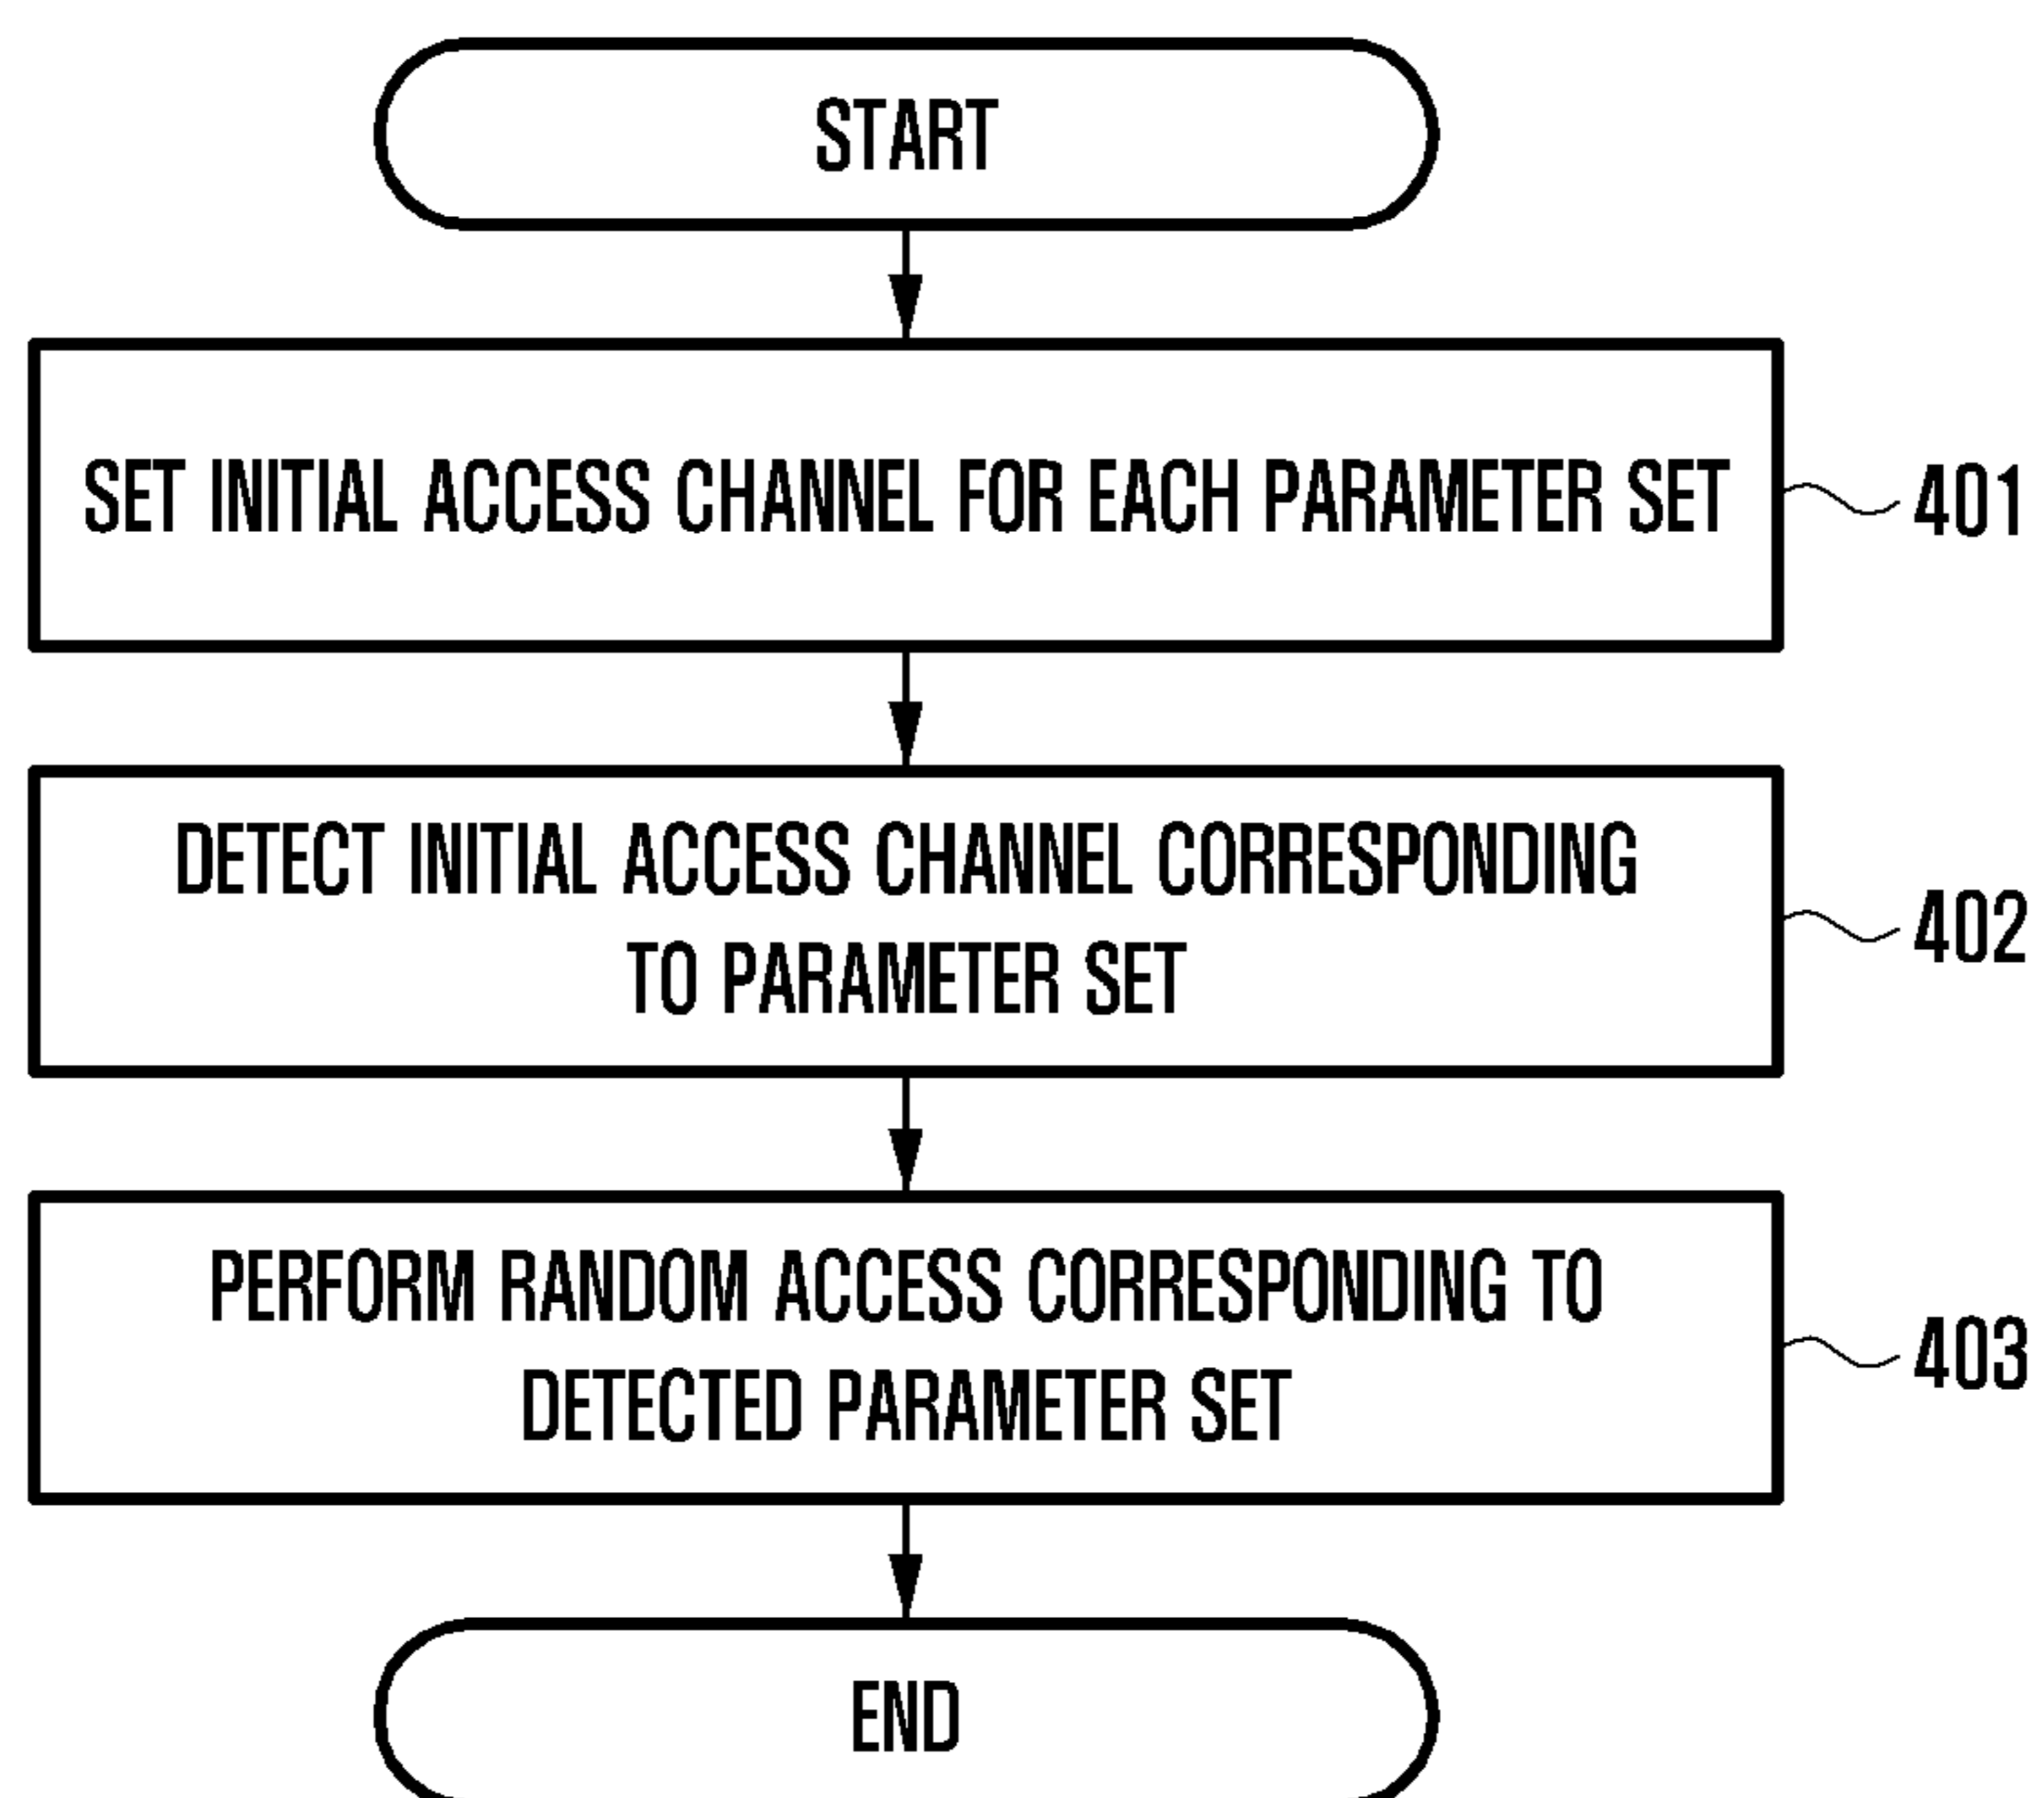 START
SET INITIAL ACCESS CHANNEL FOR EACH PARAMETER SET
401
DETECT INITIAL ACCESS CHANNEL CORRESPONDING
TO PARAMETER SET
402
PERFORM RANDOM ACCESS CORRESPONDING TO
DETECTED PARAMETER SET
403
END